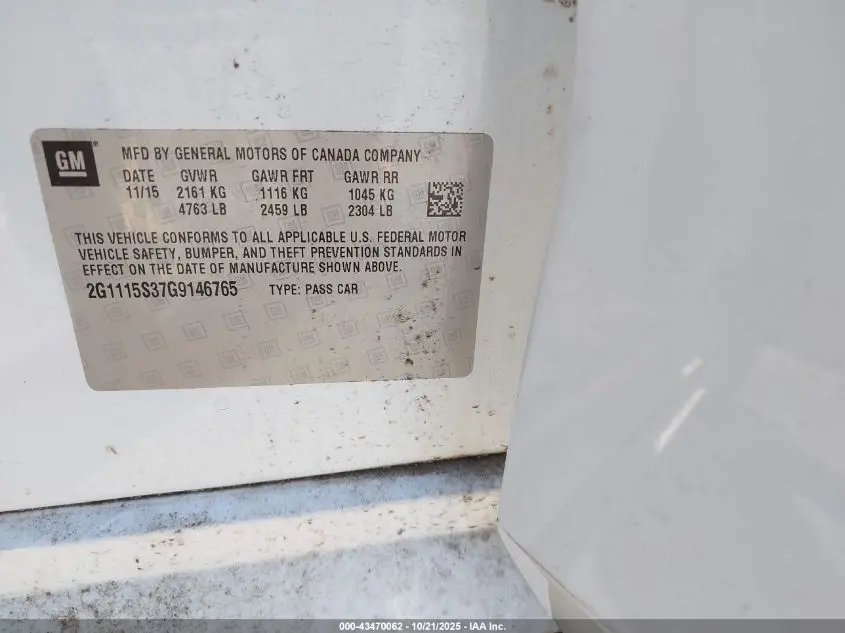 GM
MFD BY GENERAL MOTORS OF CANADA COMPANY
DATE GVWR GAWR FRT GAWR RR
11/15 2161 KG 1116 KG 1045 KG
4763 LB 2459 LB 2304 LB
THIS VEHICLE CONFORMS TO ALL APPLICABLE U.S. FEDERAL MOTOR
VEHICLE SAFETY, BUMPER, AND THEFT PREVENTION STANDARDS IN
EFFECT ON THE DATE OF MANUFACTURE SHOWN ABOVE.
2G1115S37G9146765 TYPE: PASS CAR
000-43470062 - 10/21/2025 - IAA Inc.